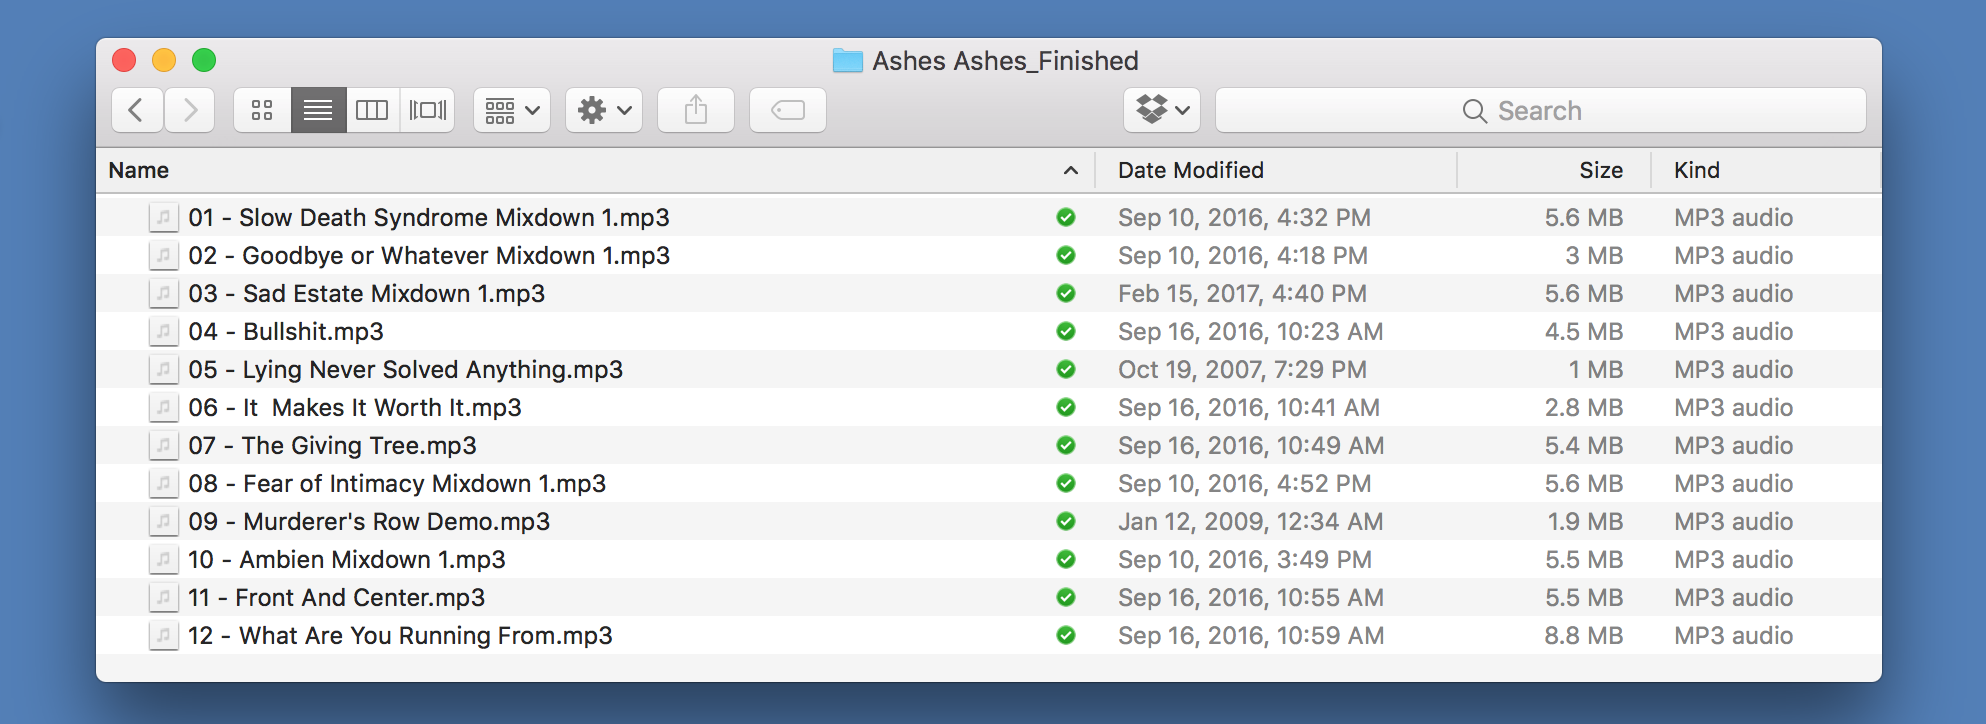 Ashes Ashes_Finished
Search
Name Date Modified Size Kind
01 - Slow Death Syndrome Mixdown 1.mp3 Sep 10, 2016, 4:32 PM 5.6 MB MP3 audio
02 - Goodbye or Whatever Mixdown 1.mp3 Sep 10, 2016, 4:18 PM 3 MB MP3 audio
03 - Sad Estate Mixdown 1.mp3 Feb 15, 2017, 4:40 PM 5.6 MB MP3 audio
04 - Bullshit.mp3 Sep 16, 2016, 10:23 AM 4.5 MB MP3 audio
05 - Lying Never Solved Anything.mp3 Oct 19, 2007, 7:29 PM 1 MB MP3 audio
06 - It  Makes It Worth It.mp3 Sep 16, 2016, 10:41 AM 2.8 MB MP3 audio
07 - The Giving Tree.mp3 Sep 16, 2016, 10:49 AM 5.4 MB MP3 audio
08 - Fear of Intimacy Mixdown 1.mp3 Sep 10, 2016, 4:52 PM 5.6 MB MP3 audio
09 - Murderer's Row Demo.mp3 Jan 12, 2009, 12:34 AM 1.9 MB MP3 audio
10 - Ambien Mixdown 1.mp3 Sep 10, 2016, 3:49 PM 5.5 MB MP3 audio
11 - Front And Center.mp3 Sep 16, 2016, 10:55 AM 5.5 MB MP3 audio
12 - What Are You Running From.mp3 Sep 16, 2016, 10:59 AM 8.8 MB MP3 audio